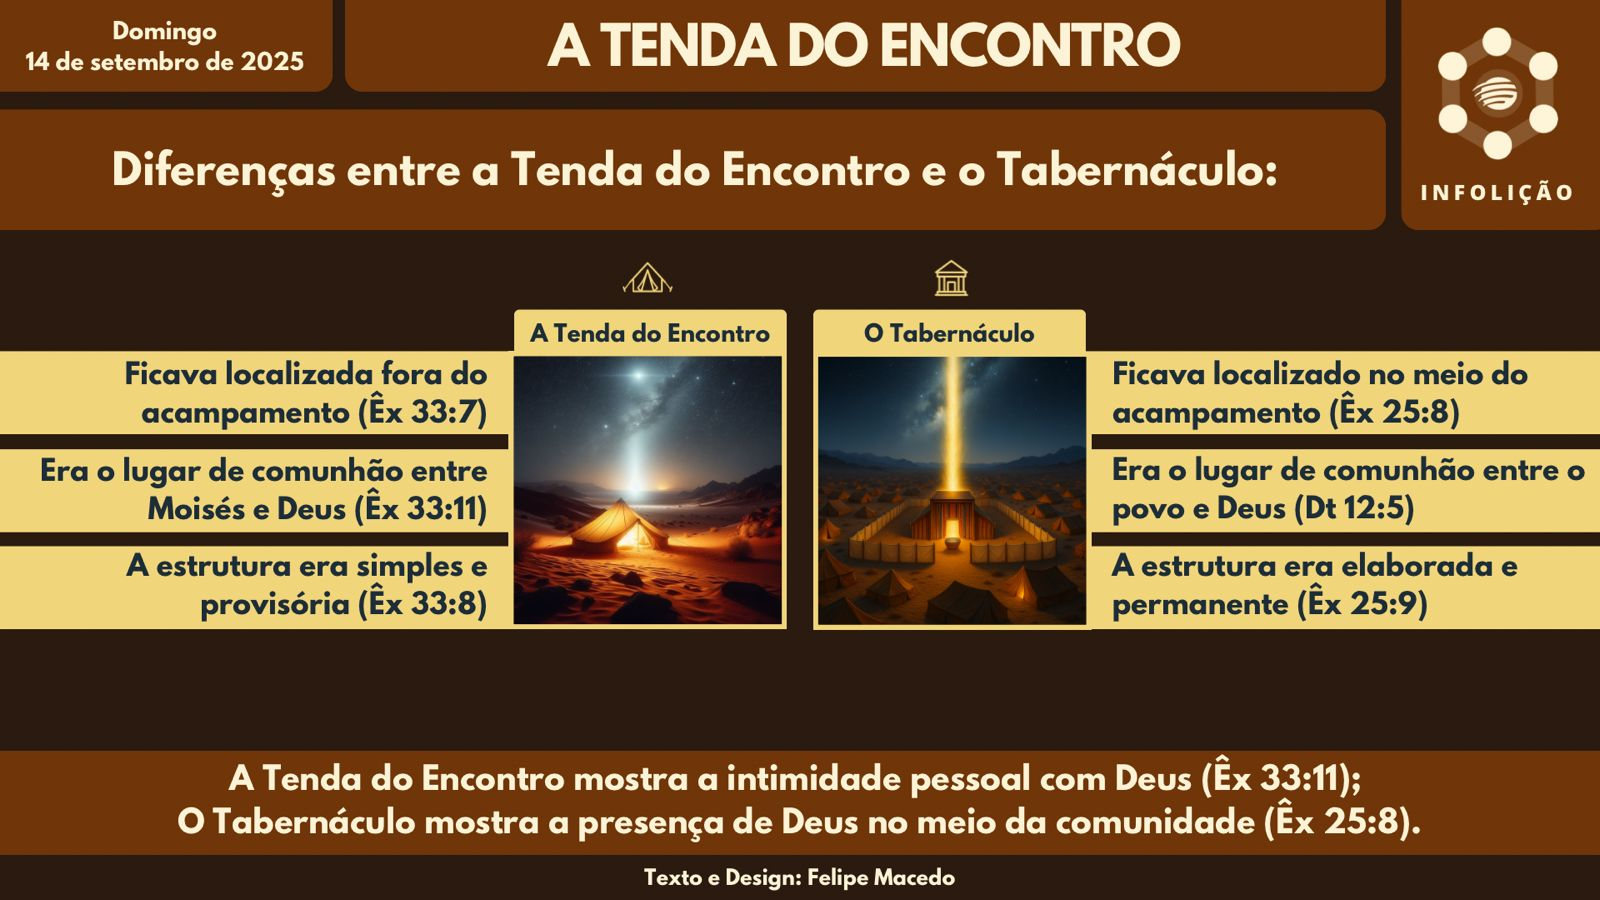 Domingo
14 de setembro de 2025
A TENDA DO ENCONTRO
INFOLIÇÃO
Diferenças entre a Tenda do Encontro e o Tabernáculo:
A Tenda do Encontro
Ficava localizada fora do
acampamento (Êx 33:7)
Era o lugar de comunhão entre
Moisés e Deus (Êx 33:11)
A estrutura era simples e
provisória (Êx 33:8)
O Tabernáculo
Ficava localizado no meio do
acampamento (Êx 25:8)
Era o lugar de comunhão entre o
povo e Deus (Dt 12:5)
A estrutura era elaborada e
permanente (Êx 25:9)
A Tenda do Encontro mostra a intimidade pessoal com Deus (Êx 33:11);
O Tabernáculo mostra a presença de Deus no meio da comunidade (Êx 25:8).
Texto e Design: Felipe Macedo